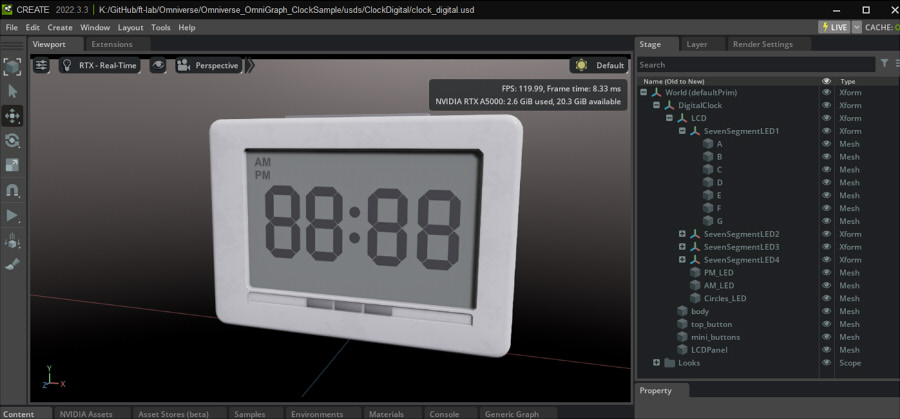 CREATE 2022.3.3 | K:/GitHub/ft-lab/Omniverse/Omniverse_OmniGraph_ClockSample/usds/ClockDigital/clock_digital.usd
File Edit Create Window Layout Tools Help
LIVE CACHE:
Viewport Extensions
Stage Layer Render Settings
RTX - Real-Time Perspective Default
Search
FPS: 119.99, Frame time: 8.33 ms
NVIDIA RTX A5000: 2.6 GiB used, 20.3 GiB available
Name (Old to New) Type
World (defaultPrim) Xform
DigitalClock Xform
LCD Xform
SevenSegmentLED1 Xform
A Mesh
B Mesh
C Mesh
D Mesh
E Mesh
F Mesh
G Mesh
SevenSegmentLED2 Xform
SevenSegmentLED3 Xform
SevenSegmentLED4 Xform
PM_LED Mesh
AM_LED Mesh
Circles_LED Mesh
body Mesh
top_button Mesh
mini_buttons Mesh
LCDPanel Mesh
Looks Scope
Property
AM
PM
88:88
Y
Z X
Content NVIDIA Assets Asset Stores (beta) Samples Environments Materials Console Generic Graph